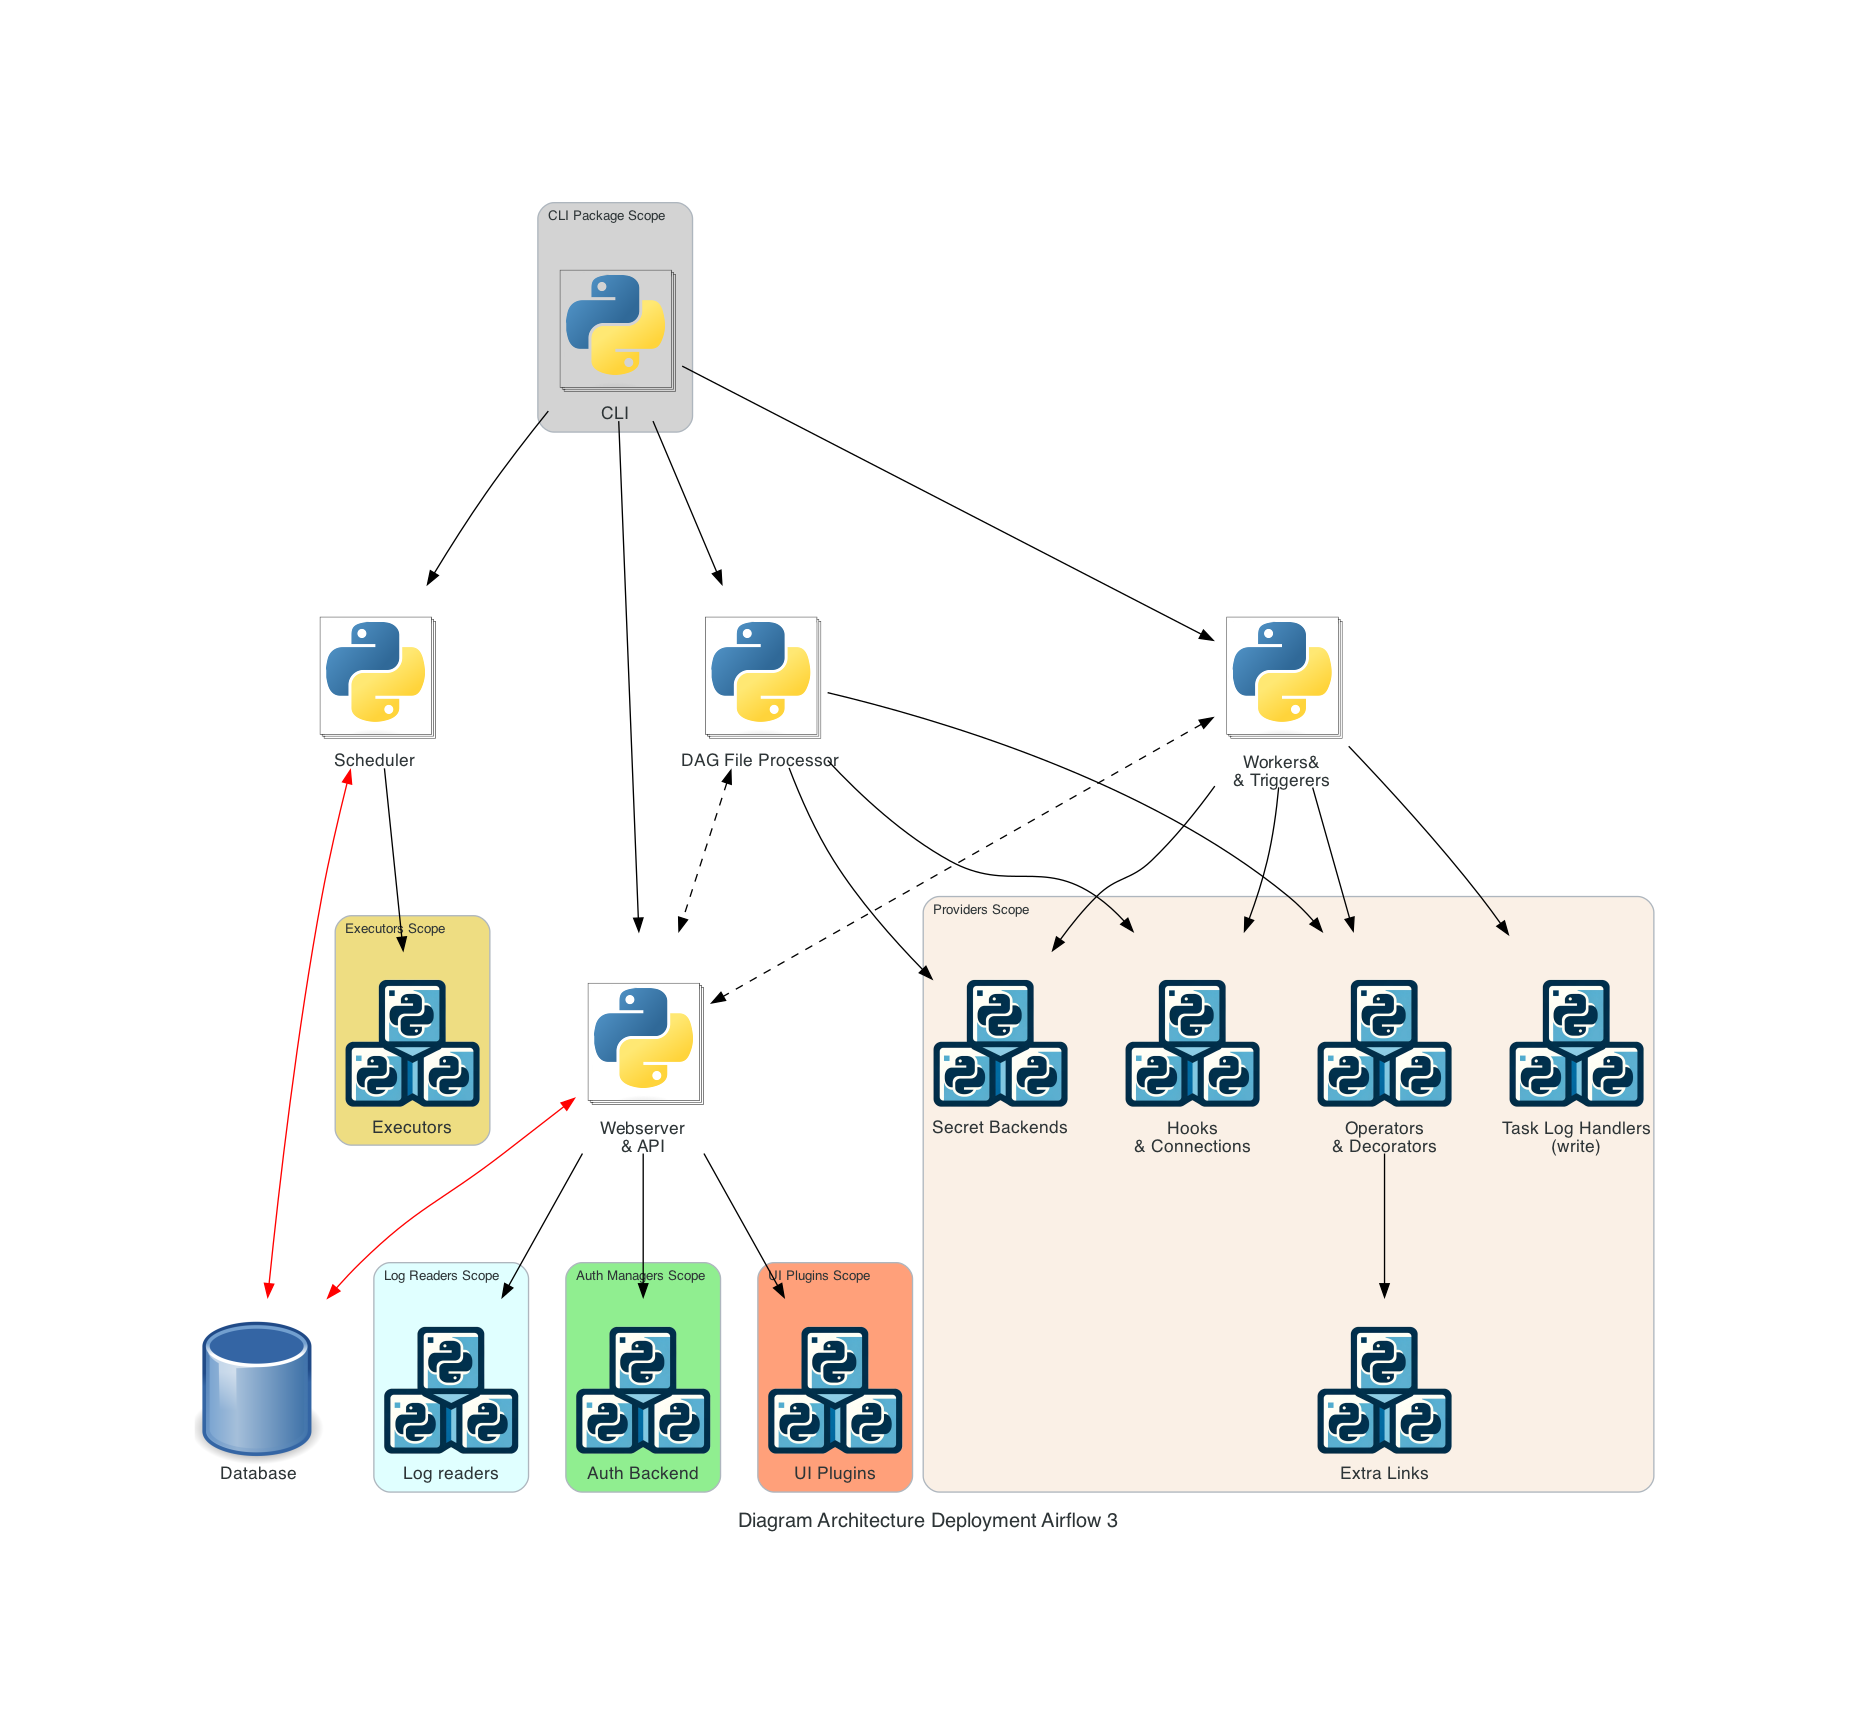 CLI Package Scope
CLI
Scheduler
DAG File Processor
Workers&
& Triggerers
Executors Scope
Executors
Webserver
& API
Providers Scope
Secret Backends
Hooks
& Connections
Operators
& Decorators
Task Log Handlers
(write)
Database
Log Readers Scope
Log readers
Auth Managers Scope
Auth Backend
UI Plugins Scope
UI Plugins
Extra Links
Diagram Architecture Deployment Airflow 3